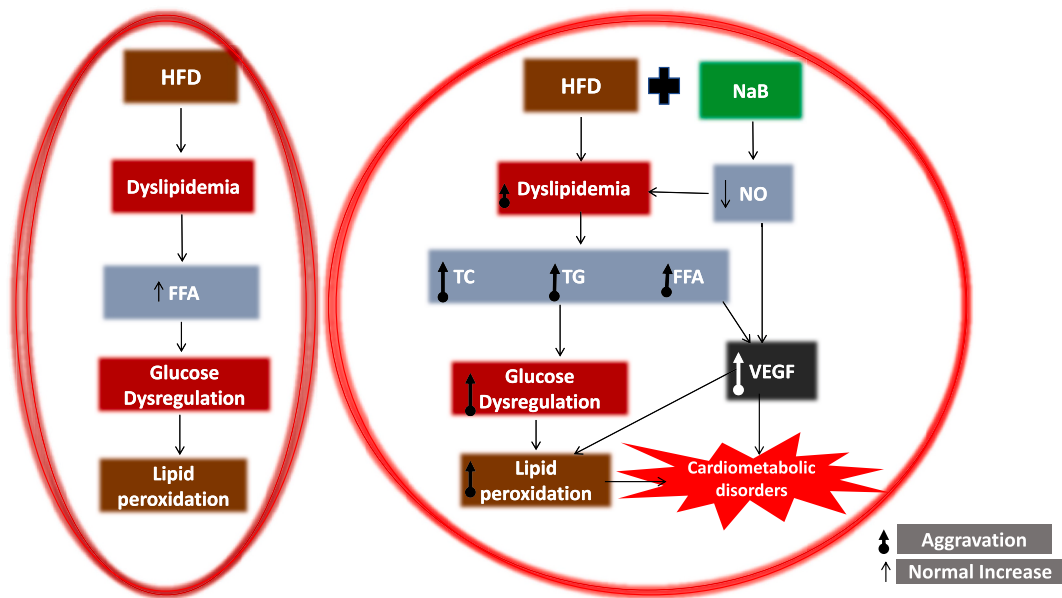 HFD
Dyslipidemia
↑ FFA
Glucose
Dysregulation
Lipid
peroxidation
HFD
NaB
Dyslipidemia
↓ NO
TC
TG
FFA
VEGF
Glucose
Dysregulation
Lipid
peroxidation
Cardiometabolic
disorders
Aggravation
↑ Normal Increase